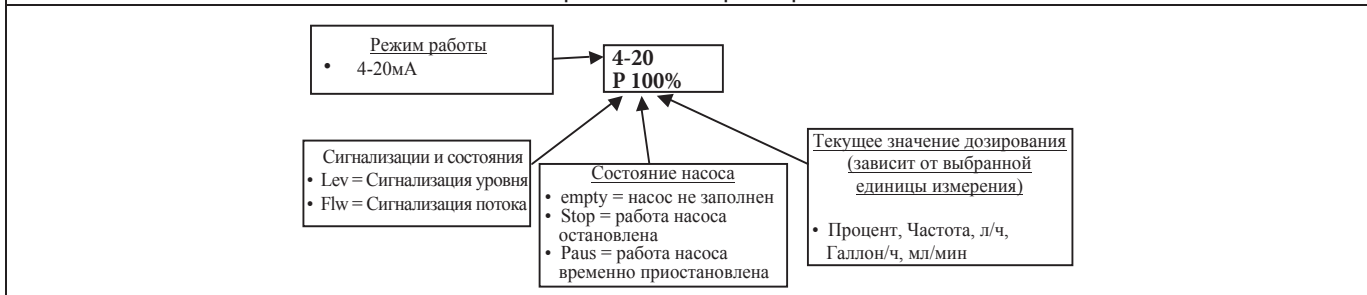 Режим работы
• 4-20мА
4-20
P 100%
Сигнализации и состояния
• Lev = Сигнализация уровня
• Flw = Сигнализация потока
Состояние насоса
• empty = насос не заполнен
• Stop = работа насоса
остановлена
• Paus = работа насоса
временно приостановлена
Текущее значение дозирования
(зависит от выбранной
единицы измерения)
• Процент, Частота, л/ч,
Галлон/ч, мл/мин